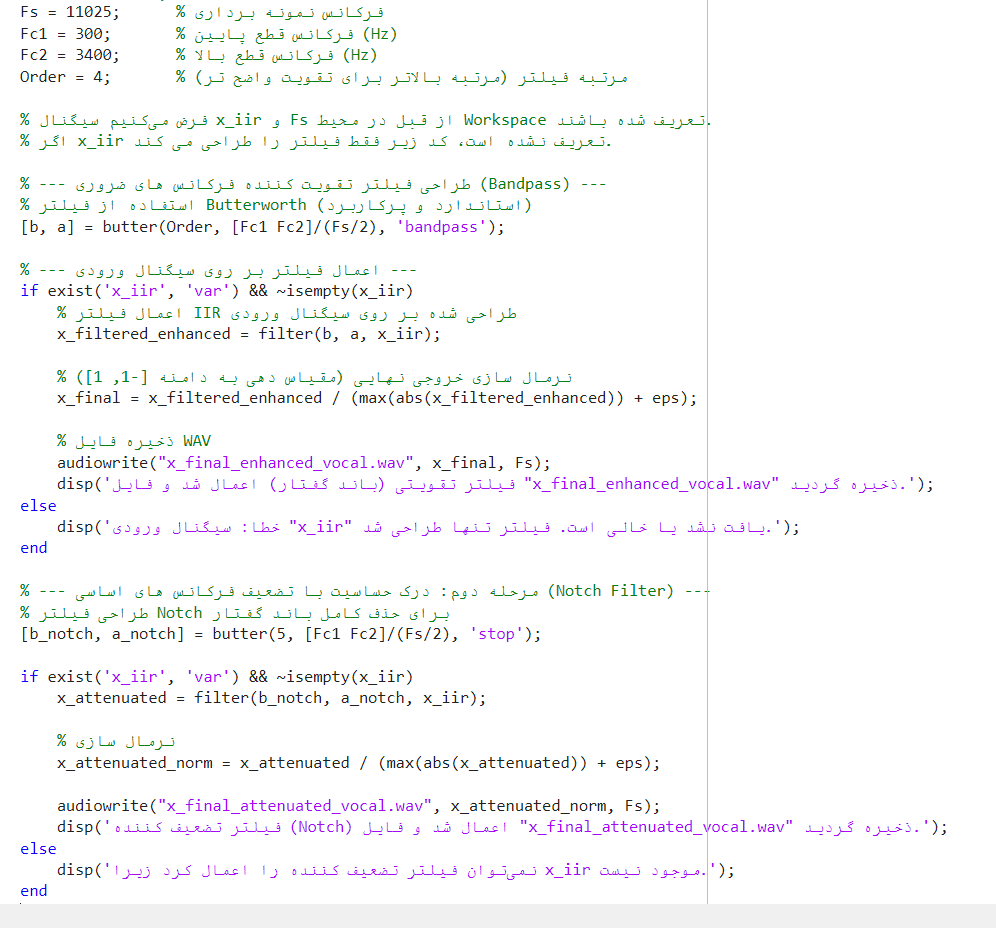 Fs = 11025;      % فرکانس نمونه برداری
Fc1 = 300;       % فرکانس قطع پایین (Hz)
Fc2 = 3400;      % فرکانس قطع بالا (Hz)
Order = 4;       % مرتبه فیلتر (مرتبه بالاتر برای تقویت واضح تر)
% فرض می‌کنیم سیگنال x_iir و Fs از قبل در محیط Workspace تعریف شده باشند.
% اگر x_iir تعریف نشده است، کد زیر فقط فیلتر را طراحی می کند.
% --- طراحی فیلتر تقویت کننده فرکانس های ضروری (Bandpass) ---
% استفاده از فیلتر Butterworth (استاندارد و پرکاربرد)
[b, a] = butter(Order, [Fc1 Fc2]/(Fs/2), 'bandpass');
% --- اعمال فیلتر بر روی سیگنال ورودی ---
if exist('x_iir', 'var') && ~isempty(x_iir)
    % اعمال فیلتر IIR طراحی شده بر روی سیگنال ورودی
    x_filtered_enhanced = filter(b, a, x_iir);
    % نرمال سازی خروجی نهایی (مقیاس دهی به دامنه [-1, 1])
    x_final = x_filtered_enhanced / (max(abs(x_filtered_enhanced)) + eps);
    % ذخیره فایل WAV
    audiowrite("x_final_enhanced_vocal.wav", x_final, Fs);
    disp('فیلتر تقویتی (باند گفتار) اعمال شد و فایل "x_final_enhanced_vocal.wav" ذخیره گردید.');
else
    disp('خطا: سیگنال ورودی "x_iir" یافت نشد یا خالی است. فیلتر تنها طراحی شد.');
end
% --- مرحله دوم: درک حساسیت با تضعیف فرکانس های اساسی (Notch Filter) ---
% طراحی فیلتر Notch برای حذف کامل باند گفتار
[b_notch, a_notch] = butter(5, [Fc1 Fc2]/(Fs/2), 'stop');
if exist('x_iir', 'var') && ~isempty(x_iir)
    x_attenuated = filter(b_notch, a_notch, x_iir);
    % نرمال سازی
    x_attenuated_norm = x_attenuated / (max(abs(x_attenuated)) + eps);
    audiowrite("x_final_attenuated_vocal.wav", x_attenuated_norm, Fs);
    disp('فیلتر تضعیف کننده (Notch) اعمال شد و فایل "x_final_attenuated_vocal.wav" ذخیره گردید.');
else
    disp('نمی‌توان فیلتر تضعیف کننده را اعمال کرد زیرا x_iir موجود نیست.');
end